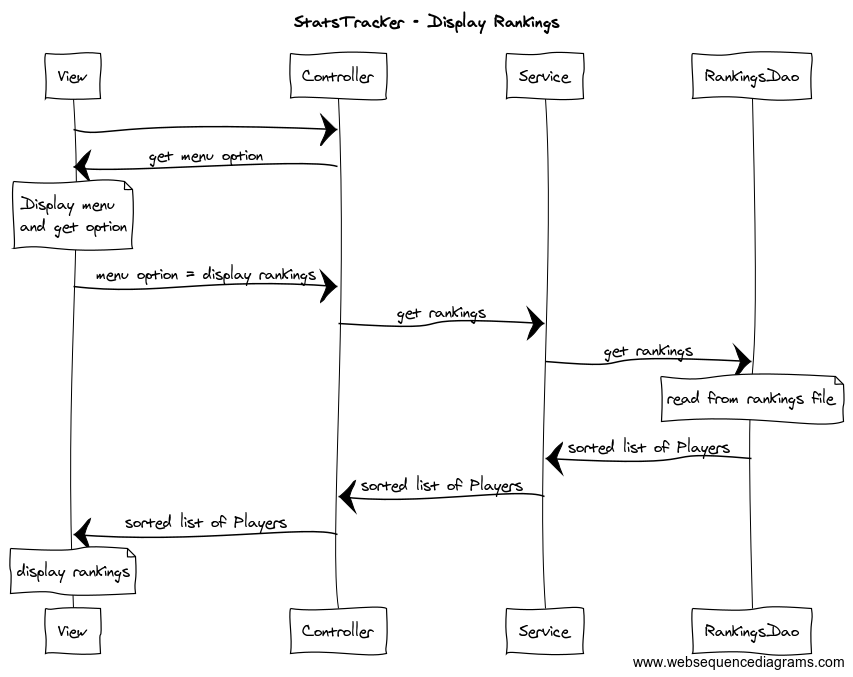 StatsTracker - Display Rankings
View
Controller
Service
RankingsDao
get menu option
Display menu
and get option
menu option = display rankings
get rankings
get rankings
read from rankings file
sorted list of Players
sorted list of Players
sorted list of Players
display rankings
View
Controller
Service
RankingsDao
www.websequencediagrams.com